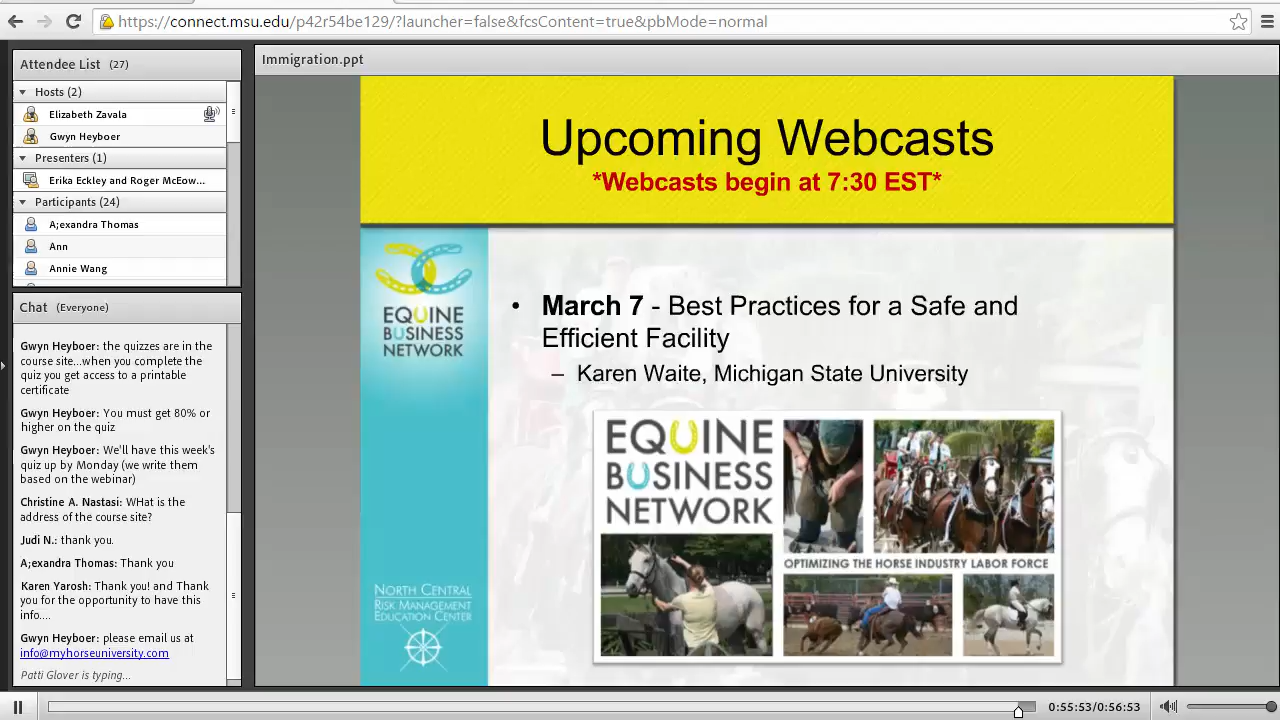 https://connect.msu.edu/p42r54be129/?launcher=false&fcsContent=true&pbMode=normal
Attendee List (27)
Hosts (2)
Elizabeth Zavala
Gwyn Heyboer
Presenters (1)
Erika Eckley and Roger McEow...
Participants (24)
A;exandra Thomas
Ann
Annie Wang
Chat (Everyone)
Gwyn Heyboer: the quizzes are in the
course site...when you complete the
quiz you get access to a printable
certificate
Gwyn Heyboer: You must get 80% or
higher on the quiz
Gwyn Heyboer: We'll have this week's
quiz up by Monday (we write them
based on the webinar)
Christine A. Nastasi: WHat is the
address of the course site?
Judi N.: thank you.
A;exandra Thomas: Thank you
Karen Yarosh: Thank you! and Thank
you for the opportunity to have this
info....
Gwyn Heyboer: please email us at
info@myhorseuniversity.com
Patti Glover is typing...
Immigration.ppt
Upcoming Webcasts
*Webcasts begin at 7:30 EST*
EQUINE
BUSINESS
NETWORK
• March 7 - Best Practices for a Safe and
Efficient Facility
– Karen Waite, Michigan State University
EQUINE
BUSINESS
NETWORK
OPTIMIZING THE HORSE INDUSTRY LABOR FORCE
NORTH CENTRAL
RISK MANAGEMENT
EDUCATION CENTER
0:55:53/0:56:53